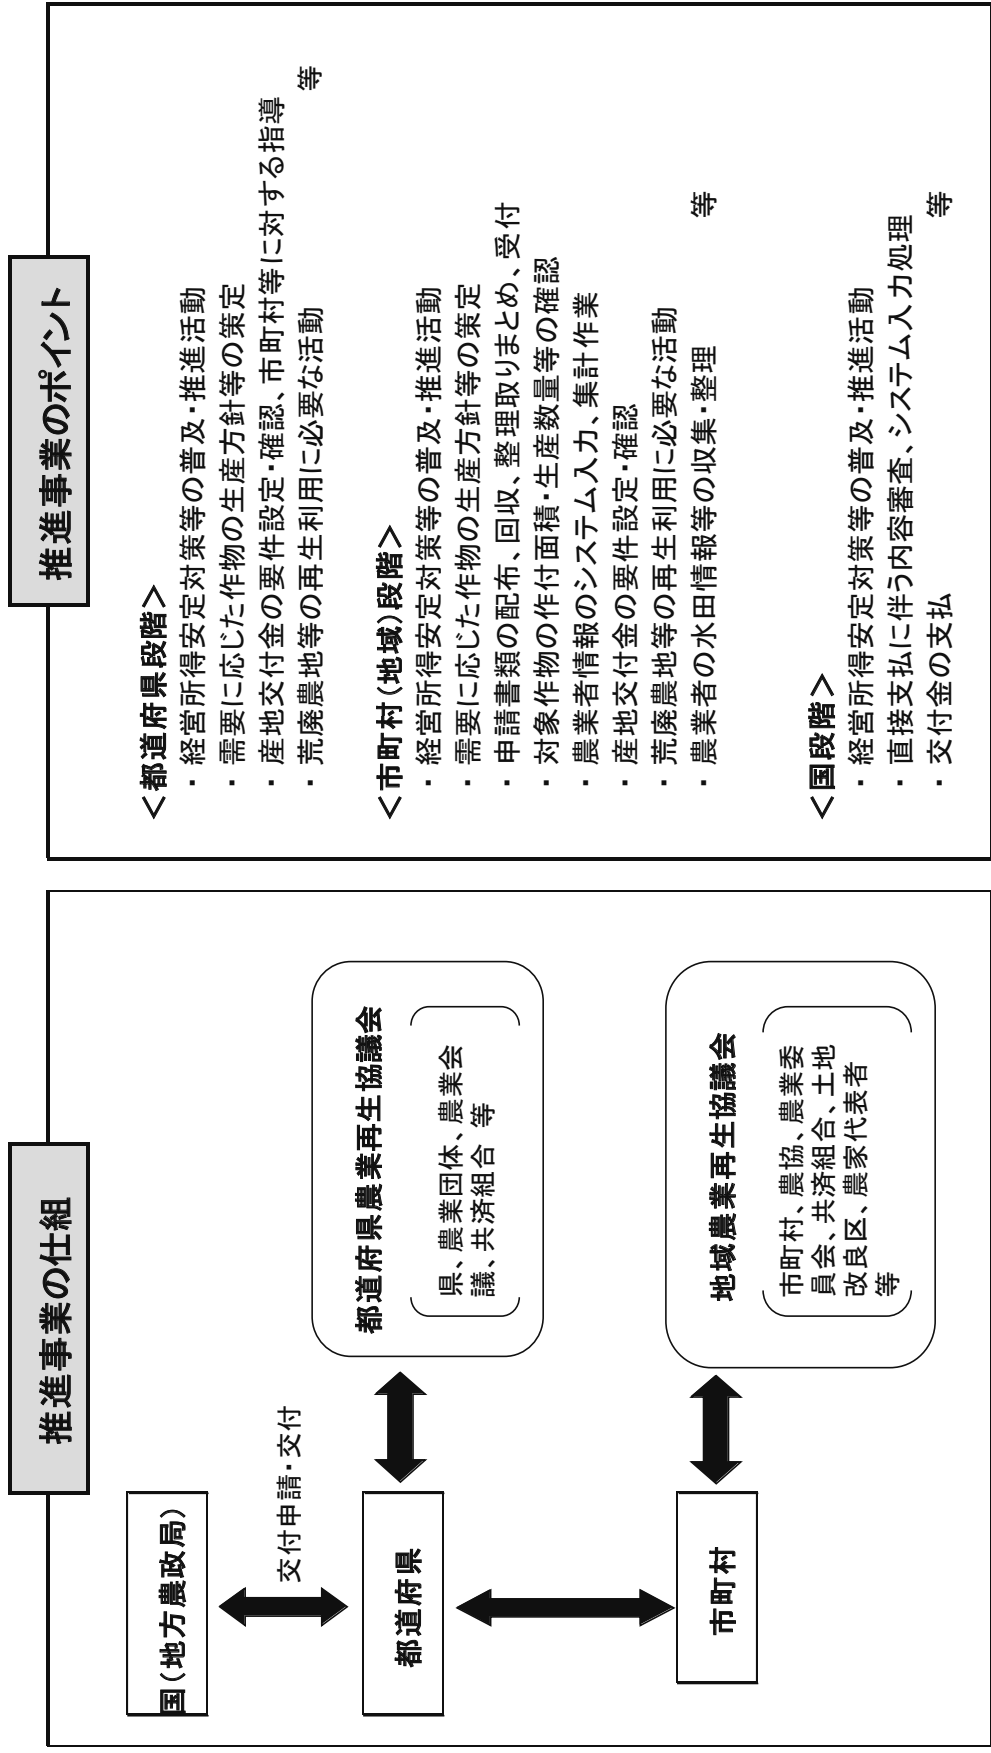 推進事業の仕組
国(地方農政局)
交付申請・交付
都道府県
都道府県農業再生協議会
県、農業団体、農業会
議、共済組合 等
市町村
地域農業再生協議会
市町村、農協、農業委
員会、共済組合、土地
改良区、農家代表者
等
推進事業のポイント
<都道府県段階>
・ 経営所得安定対策等の普及・推進活動
・ 需要に応じた作物の生産方針等の策定
・ 産地交付金の要件設定・確認、市町村等に対する指導
・ 荒廃農地等の再生利用に必要な活動 等
<市町村(地域)段階>
・ 経営所得安定対策等の普及・推進活動
・ 需要に応じた作物の生産方針等の策定
・ 申請書類の配布、回収、整理取りまとめ、受付
・ 対象作物の作付面積・生産数量等の確認
・ 農業者情報のシステム入力、集計作業
・ 産地交付金の要件設定・確認
・ 荒廃農地等の再生利用に必要な活動
・ 農業者の水田情報等の収集・整理 等
<国段階>
・ 経営所得安定対策等の普及・推進活動
・ 直接支払に伴う内容審査、システム入力処理
・ 交付金の支払 等